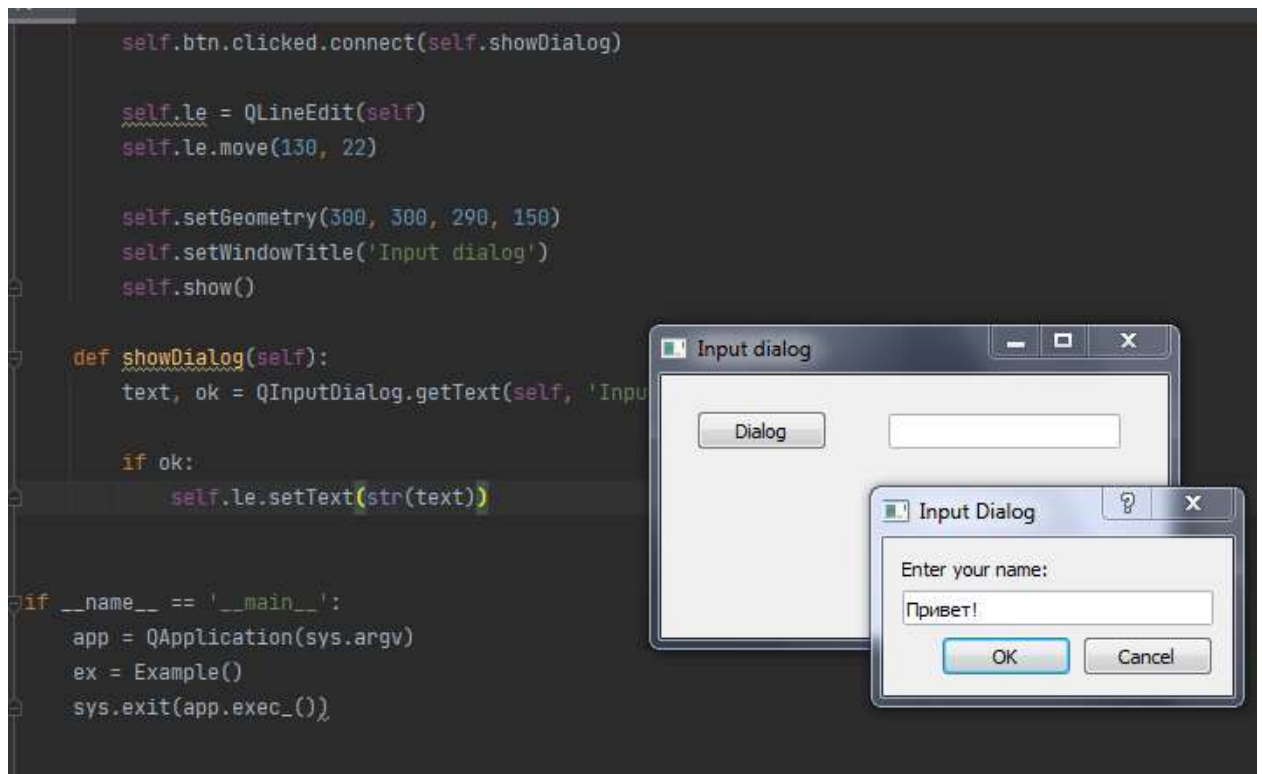 self.btn.clicked.connect(self.showDialog)
self.le = QLineEdit(self)
self.le.move(130, 22)
self.setGeometry(300, 300, 290, 150)
self.setWindowTitle('Input dialog')
self.show()
def showDialog(self):
text, ok = QInputDialog.getText(self, 'Inpu
if ok:
self.le.setText(str(text))
if __name__ == '__main__':
app = QApplication(sys.argv)
ex = Example()
sys.exit(app.exec_())
Input dialog
Dialog
Input Dialog
Enter your name:
Привет!
OK Cancel